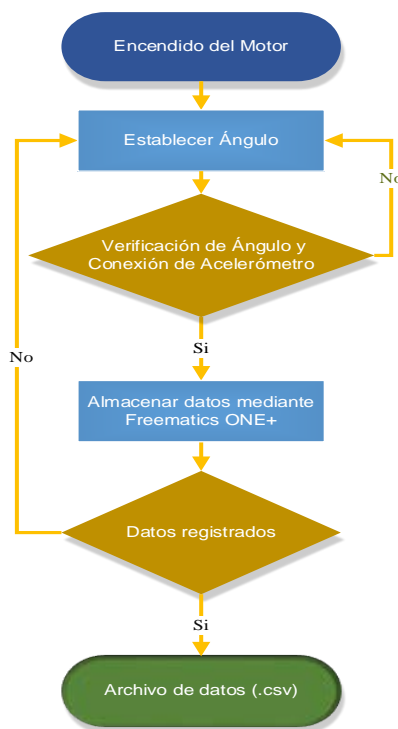 Encendido del Motor
Establecer Ángulo
No
Verificación de Ángulo y
Conexión de Acelerómetro
Si
No
Almacenar datos mediante
Freematics ONE+
Datos registrados
Si
Archivo de datos (.csv)